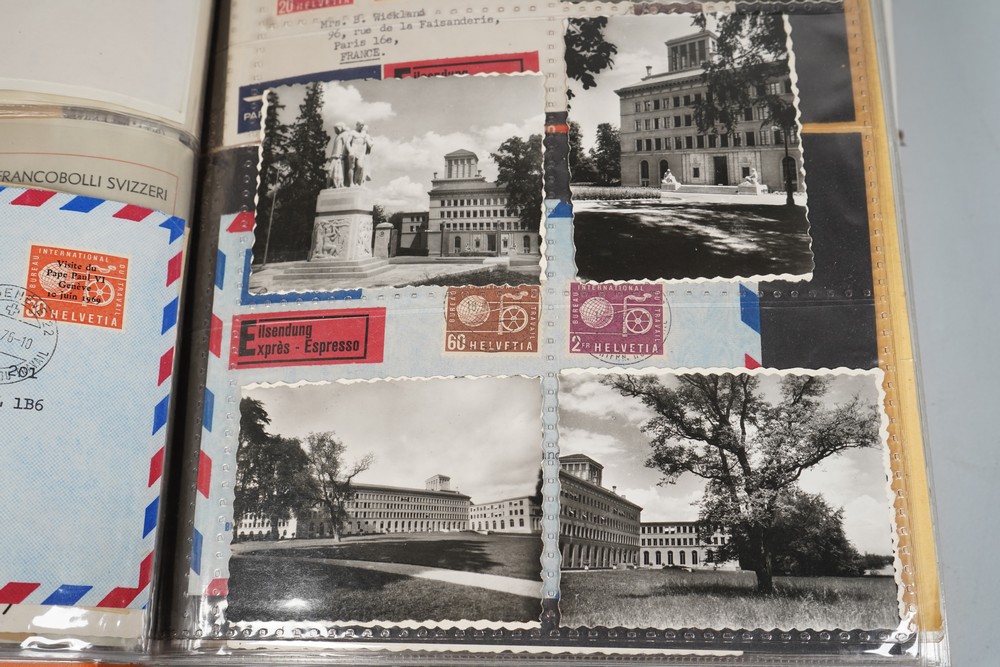 FRANCOBOLLI SVIZZERI
BUREAU INTERNATIONAL DU TRAVAIL
Visite du
Pape Paul VI
Genève
10 juin 1969
HELVETIA
201
1B6
Mrs. B. Wickland
96, rue de la Faisanderie,
Paris 16e,
FRANCE.
Eilsendung
Eilsendung
Exprès - Espresso
BUREAU INTERNATIONAL DU TRAVAIL
60 HELVETIA
BUREAU INTERNATIONAL DU TRAVAIL
2 FR HELVETIA